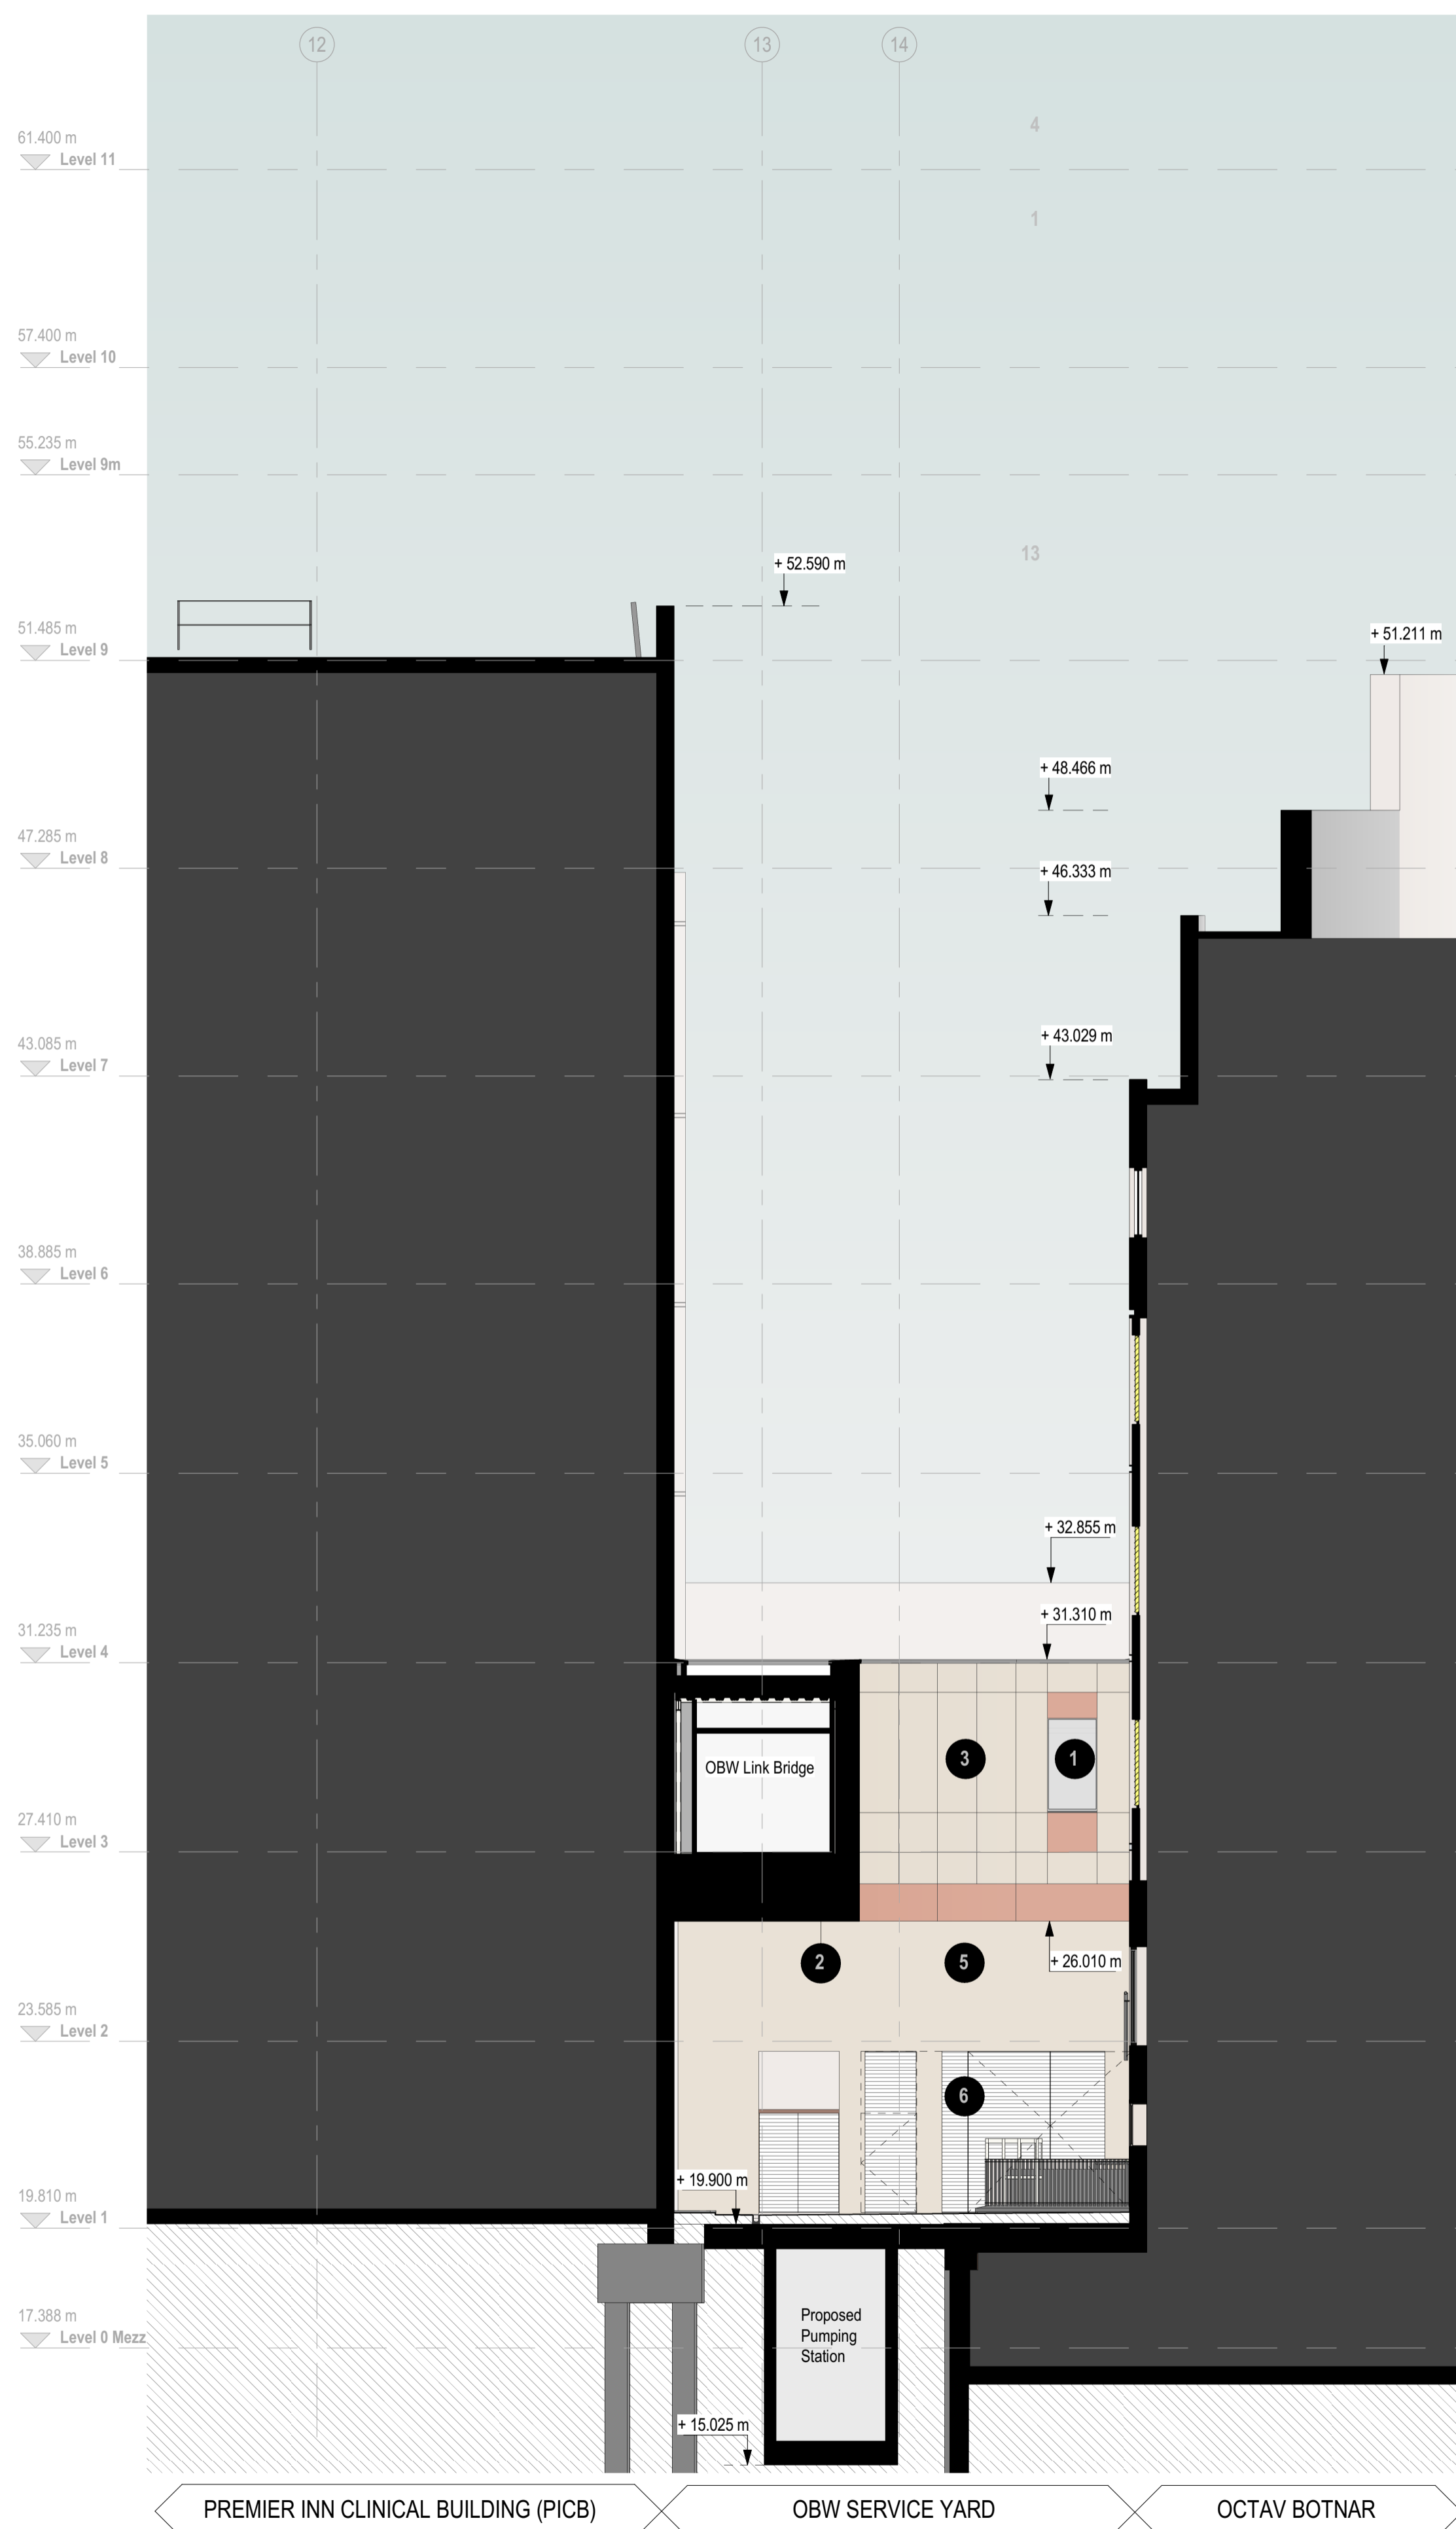 12
13
14
4
61.400 m
Level 11
1
57.400 m
Level 10
55.235 m
Level 9m
13
+ 52.590 m
51.485 m
Level 9
+ 51.211 m
+ 48.466 m
47.285 m
Level 8
+ 46.333 m
43.085 m
Level 7
+ 43.029 m
38.885 m
Level 6
35.060 m
Level 5
+ 32.855 m
+ 31.310 m
31.235 m
Level 4
OBW Link Bridge
3
1
27.410 m
Level 3
2
5
+ 26.010 m
23.585 m
Level 2
6
+ 19.900 m
19.810 m
Level 1
17.388 m
Level 0 Mezz
Proposed
Pumping
Station
+ 15.025 m
PREMIER INN CLINICAL BUILDING (PICB)
OBW SERVICE YARD
OCTAV BOTNAR